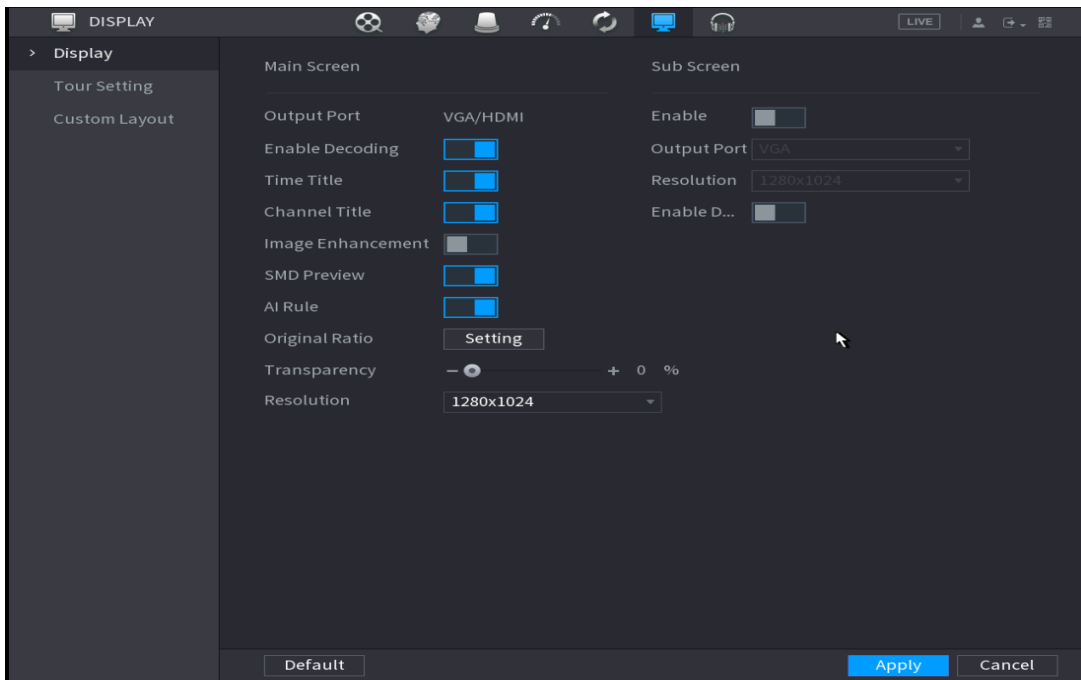 DISPLAY
LIVE
> Display
Tour Setting
Custom Layout
Main Screen
Output Port VGA/HDMI
Enable Decoding
Time Title
Channel Title
Image Enhancement
SMD Preview
AI Rule
Original Ratio Setting
Transparency − + 0 %
Resolution 1280x1024
Sub Screen
Enable
Output Port VGA
Resolution 1280x1024
Enable D...
Default
Apply
Cancel